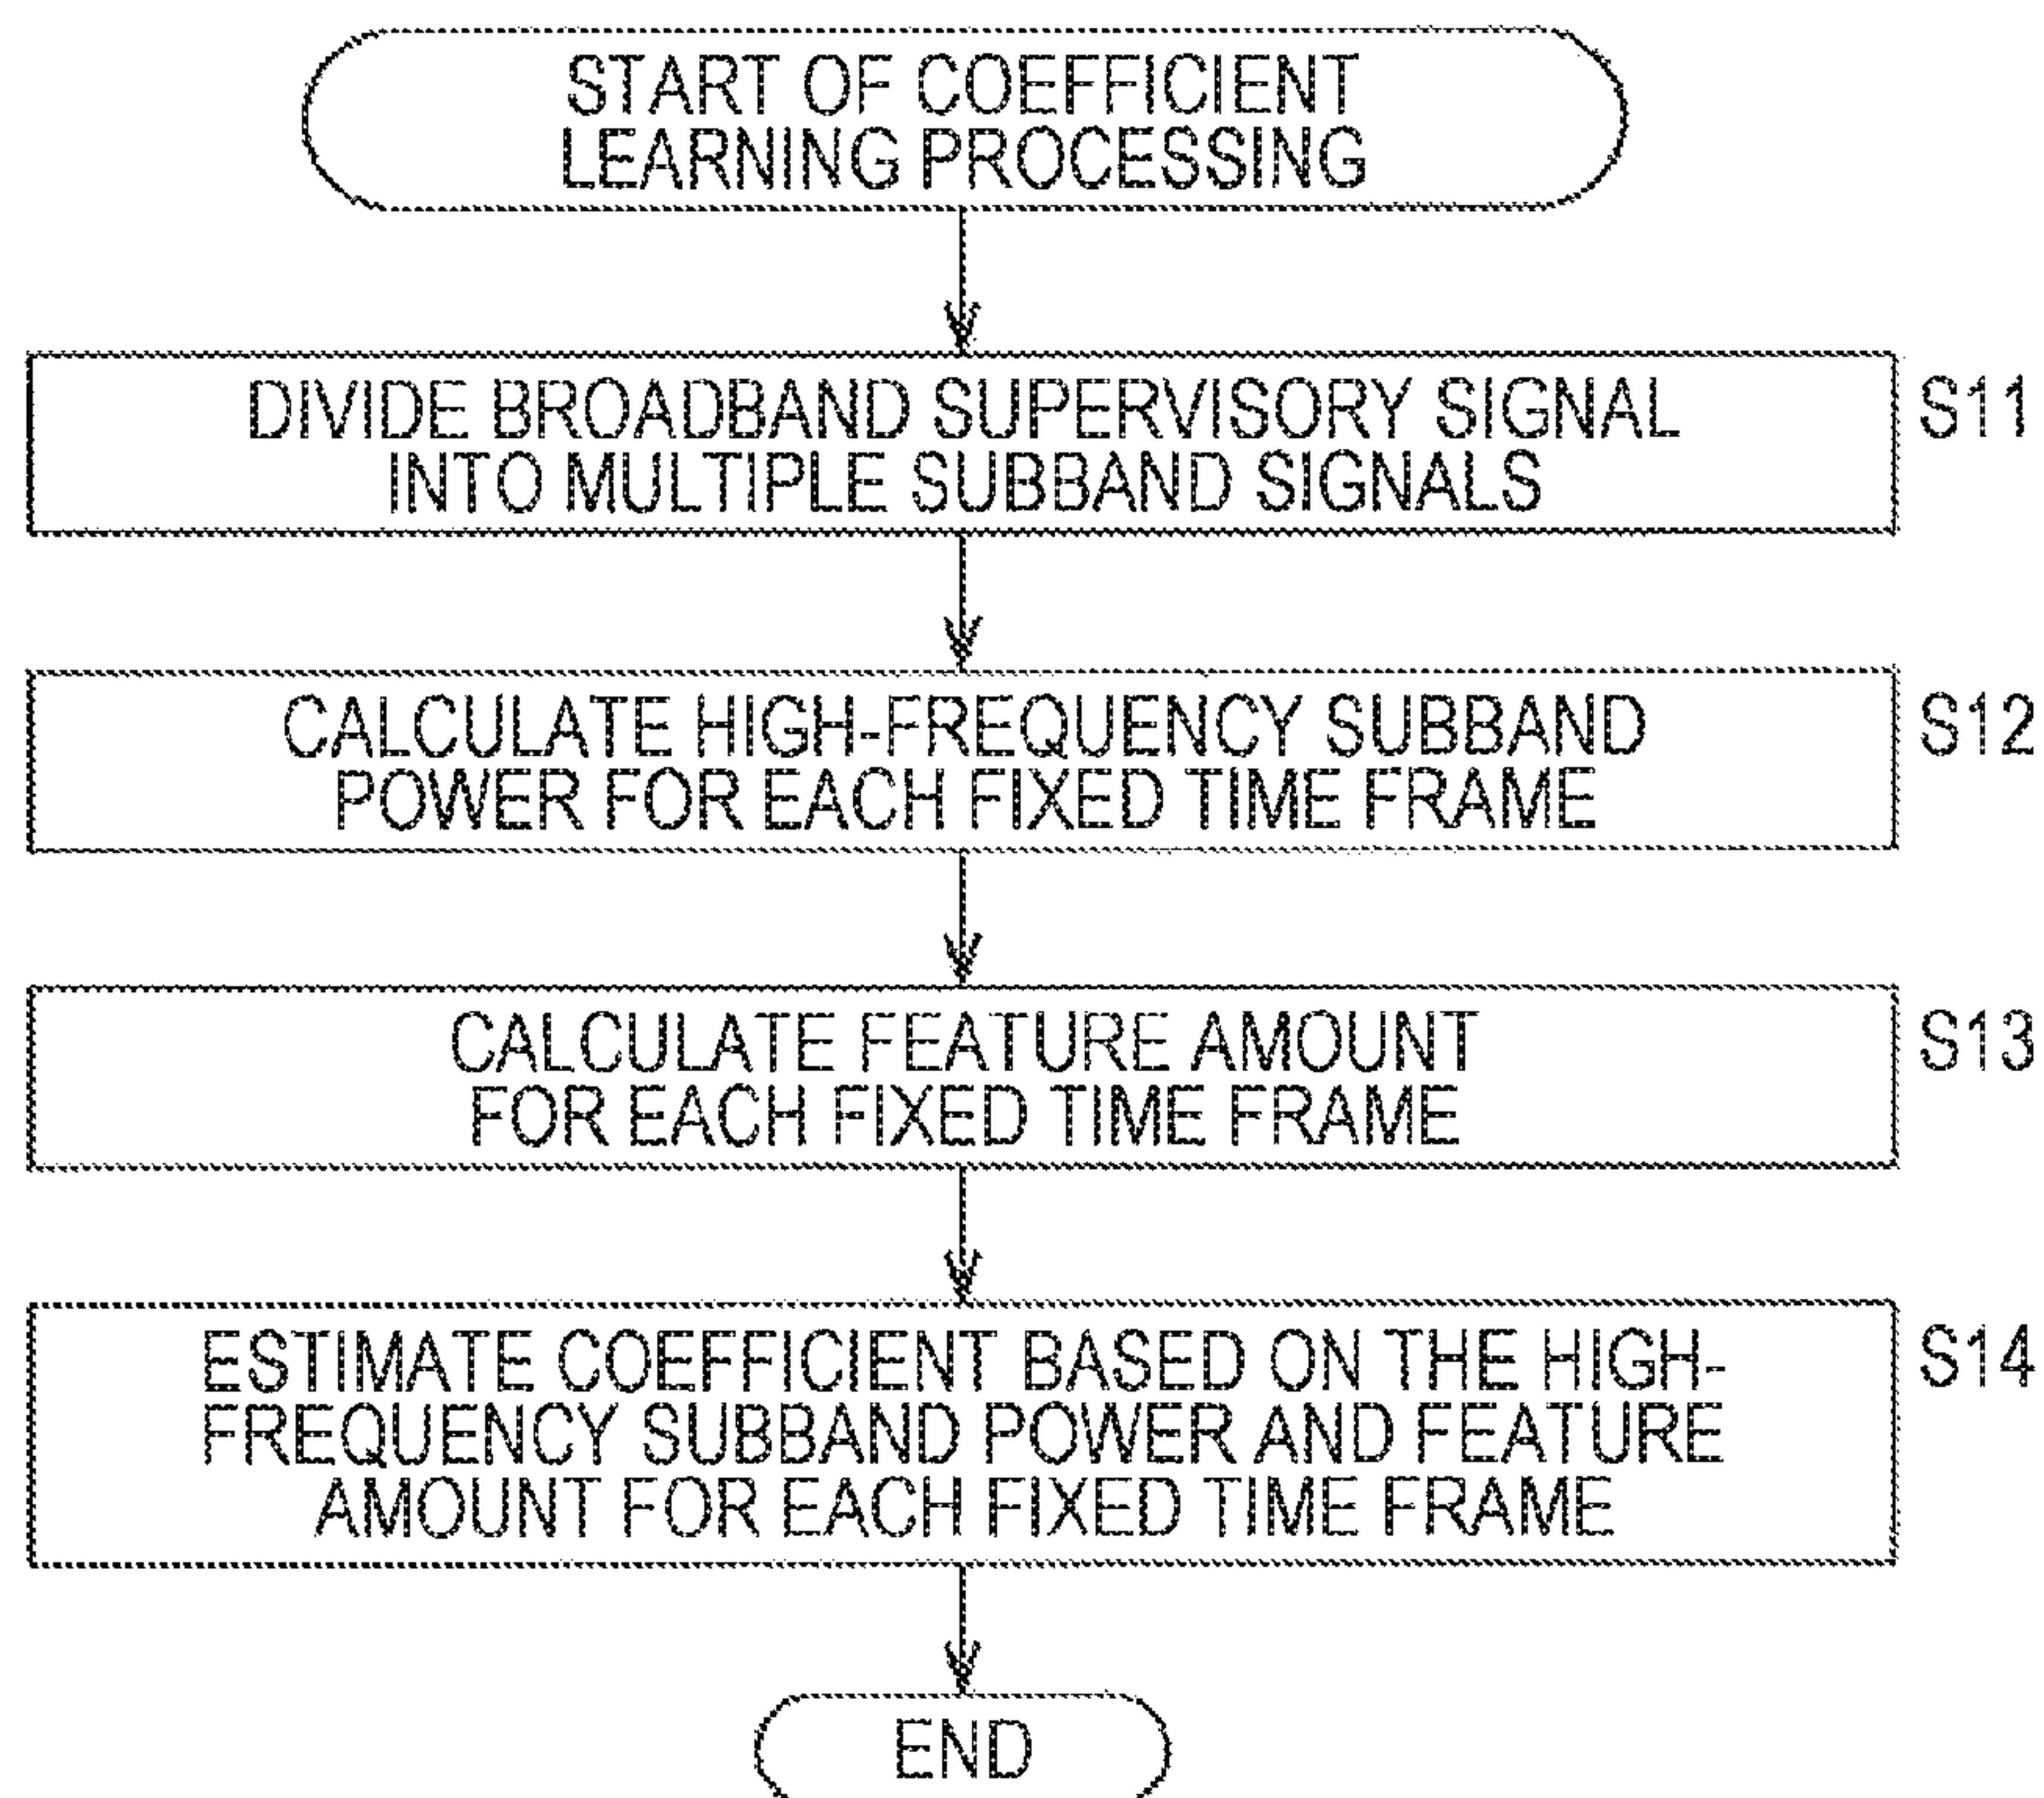 START OF COEFFICIENT
LEARNING PROCESSING
DIVIDE BROADBAND SUPERVISORY SIGNAL
INTO MULTIPLE SUBBAND SIGNALS
S11
CALCULATE HIGH-FREQUENCY SUBBAND
POWER FOR EACH FIXED TIME FRAME
S12
CALCULATE FEATURE AMOUNT
FOR EACH FIXED TIME FRAME
S13
ESTIMATE COEFFICIENT BASED ON THE HIGH-
FREQUENCY SUBBAND POWER AND FEATURE
AMOUNT FOR EACH FIXED TIME FRAME
S14
END